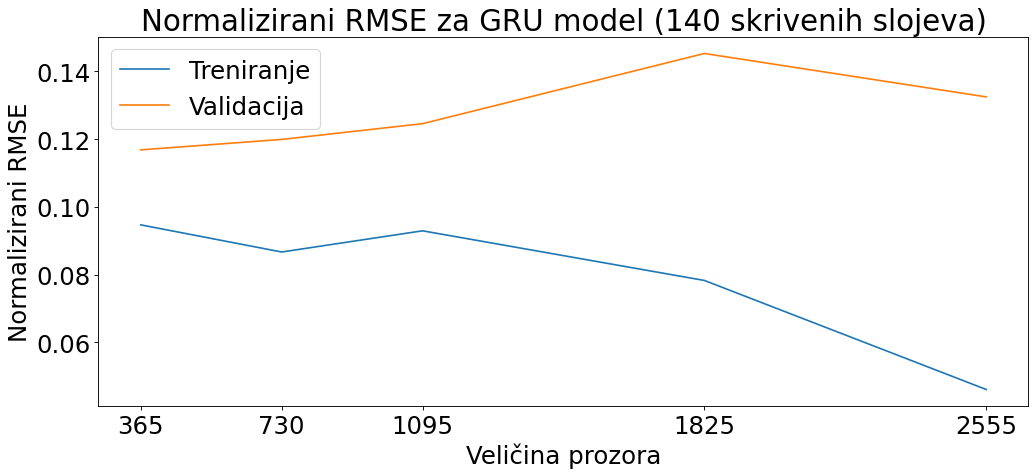 Normalizirani RMSE za GRU model (140 skrivenih slojeva)
Treniranje
Validacija
Normalizirani RMSE
0.14
0.12
0.10
0.08
0.06
365 730 1095 1825 2555
Veličina prozora